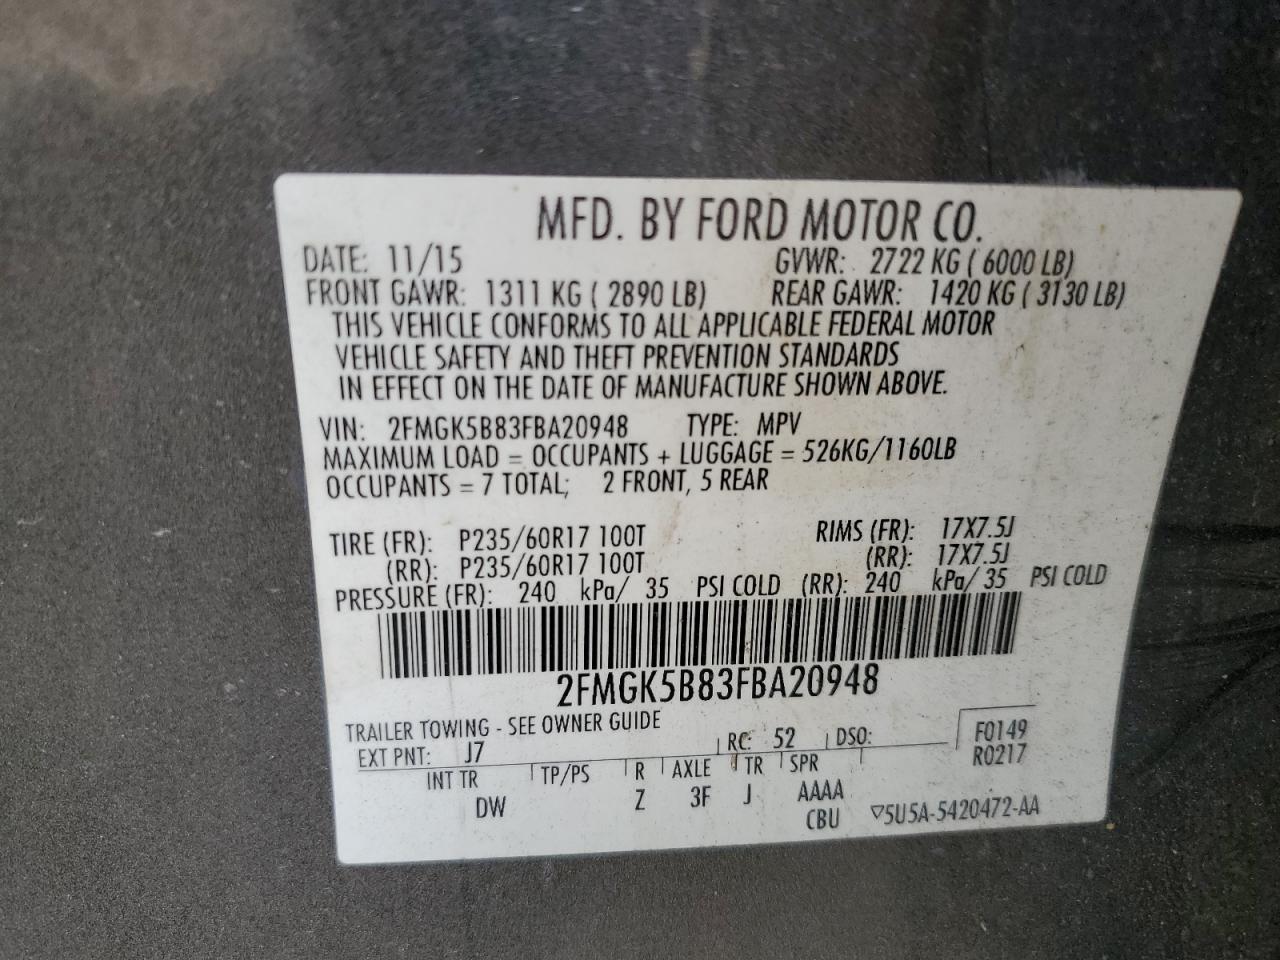 MFD. BY FORD MOTOR CO.
DATE: 11/15 GVWR: 2722 KG ( 6000 LB)
FRONT GAWR: 1311 KG ( 2890 LB) REAR GAWR: 1420 KG ( 3130 LB)
THIS VEHICLE CONFORMS TO ALL APPLICABLE FEDERAL MOTOR
VEHICLE SAFETY AND THEFT PREVENTION STANDARDS
IN EFFECT ON THE DATE OF MANUFACTURE SHOWN ABOVE.
VIN: 2FMGK5B83FBA20948 TYPE: MPV
MAXIMUM LOAD = OCCUPANTS + LUGGAGE = 526KG/1160LB
OCCUPANTS = 7 TOTAL; 2 FRONT, 5 REAR
TIRE (FR): P235/60R17 100T RIMS (FR): 17X7.5J
(RR): P235/60R17 100T (RR): 17X7.5J
PRESSURE (FR): 240 kPa/ 35 PSI COLD (RR): 240 kPa/ 35 PSI COLD
2FMGK5B83FBA20948
TRAILER TOWING - SEE OWNER GUIDE
EXT PNT: J7 RC: 52 DSO: F0149
R0217
INT TR TP/PS R AXLE TR SPR
DW Z 3F J AAAA
CBU ▽5U5A-5420472-AA